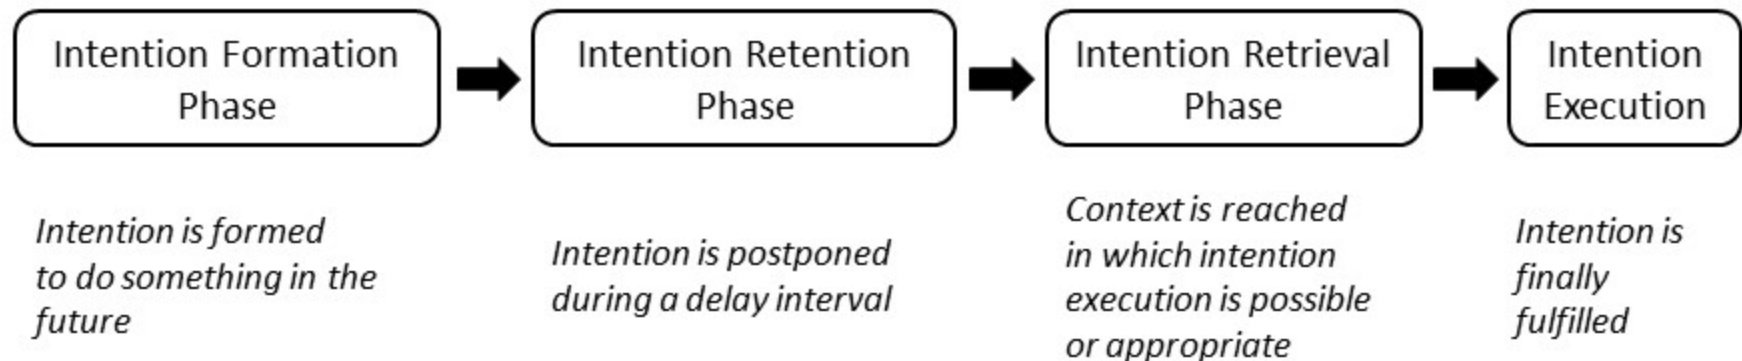 Intention Formation
Phase
Intention Retention
Phase
Intention Retrieval
Phase
Intention
Execution
Intention is formed
to do something in the
future
Intention is postponed
during a delay interval
Context is reached
in which intention
execution is possible
or appropriate
Intention is
finally
fulfilled